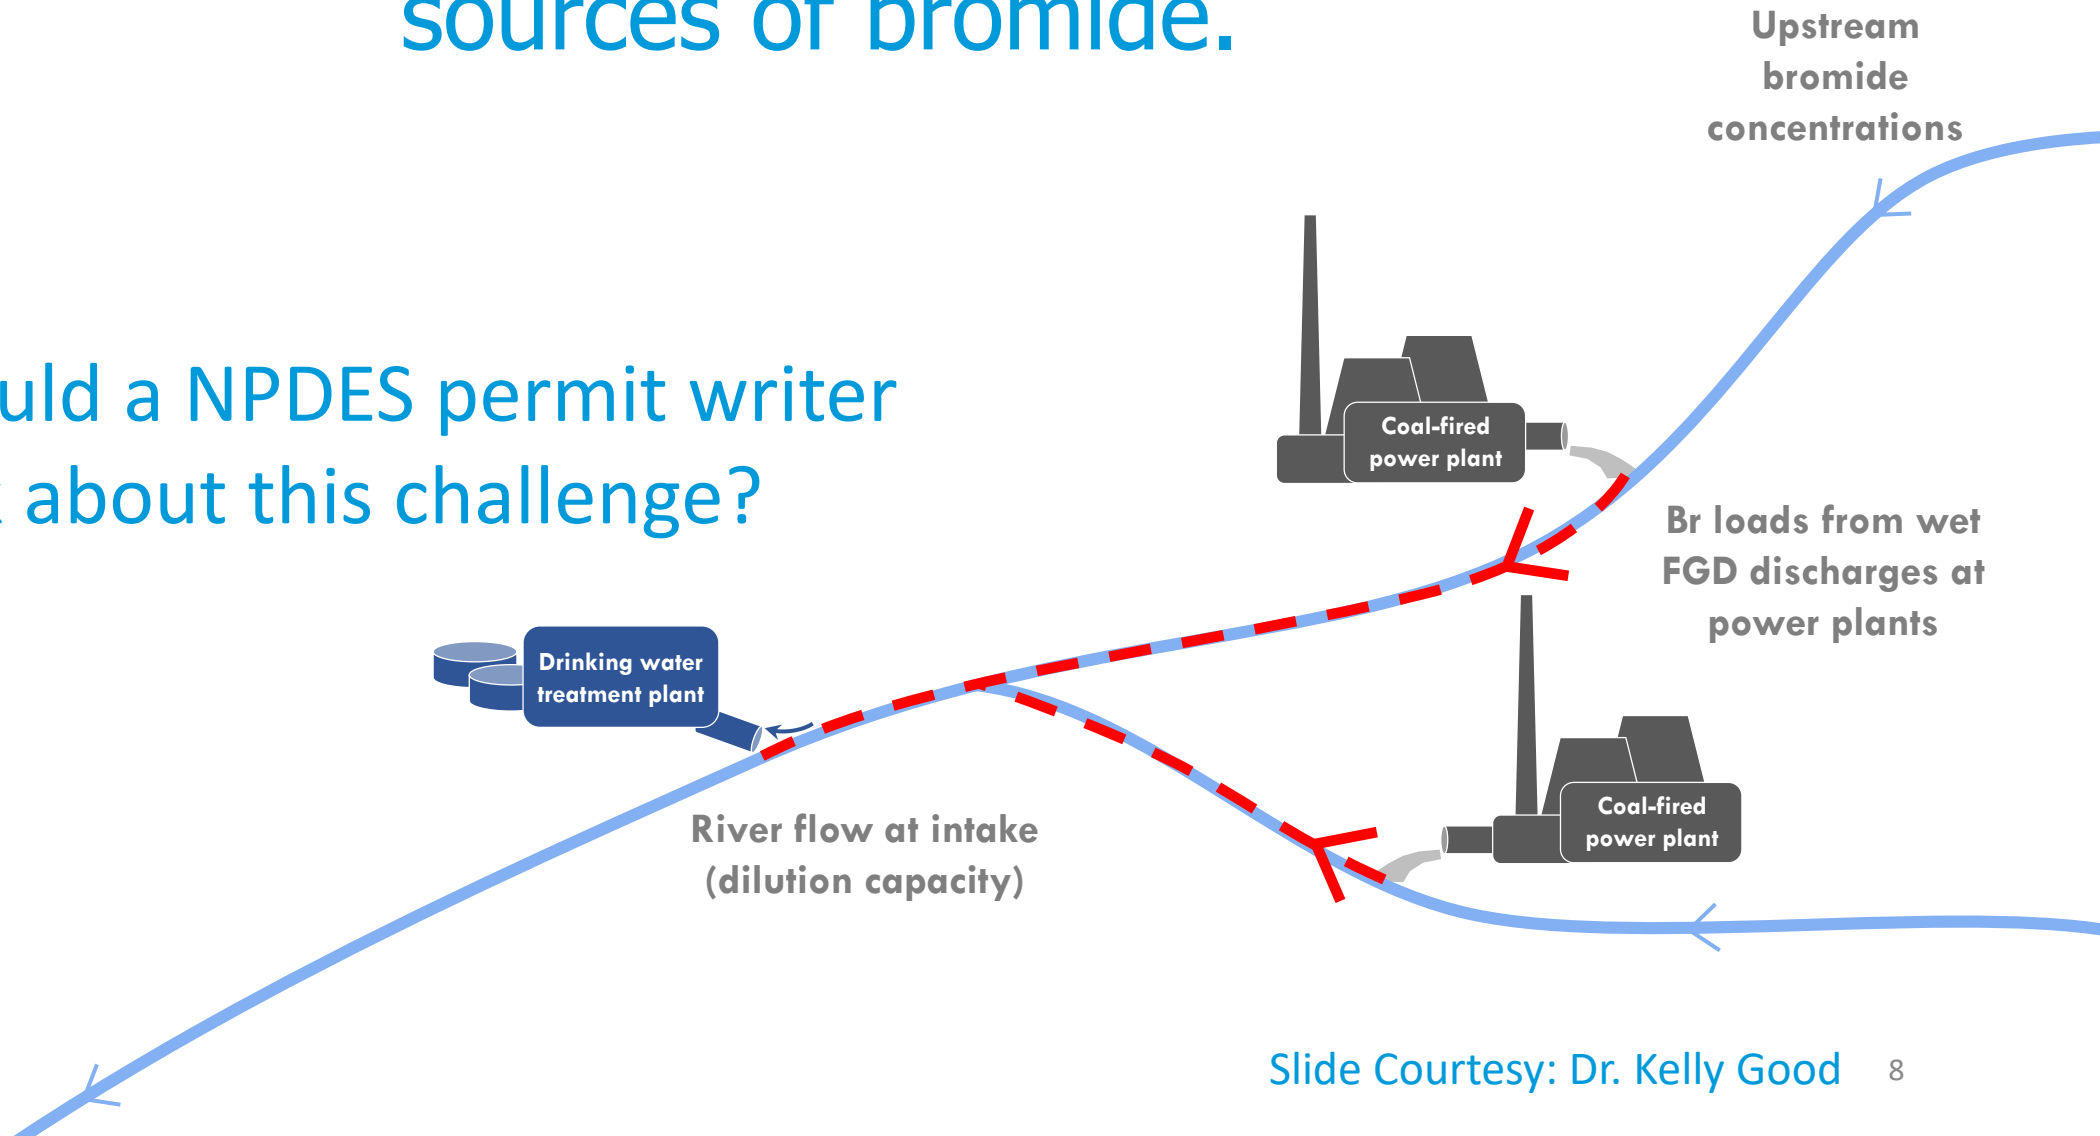 sources of bromide.
Upstream
bromide
concentrations
uld a NPDES permit writer
about this challenge?
Coal-fired
power plant
Br loads from wet
FGD discharges at
power plants
Drinking water
treatment plant
Coal-fired
power plant
River flow at intake
(dilution capacity)
Slide Courtesy: Dr. Kelly Good
8